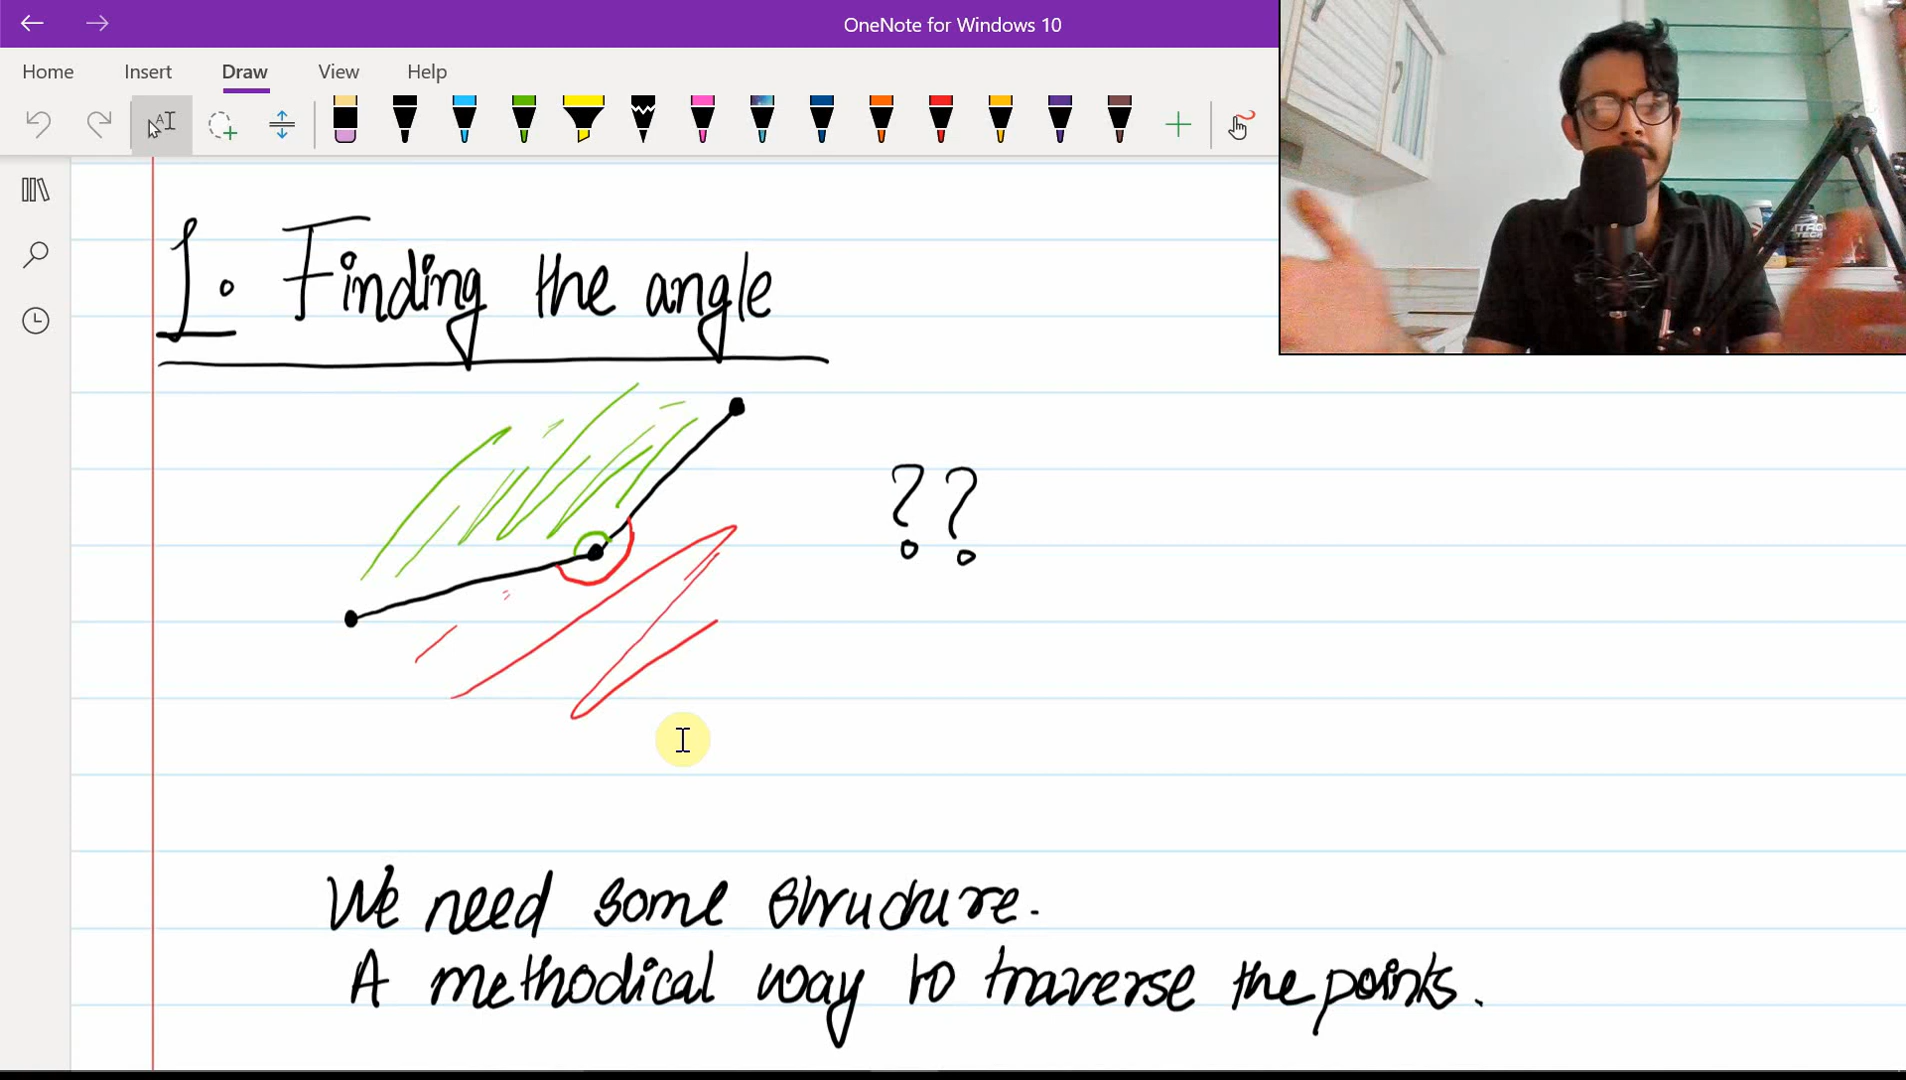 OneNote for Windows 10
Home Insert Draw View Help
1. Finding the angle
??
We need some structure.
A methodical way to traverse the points.